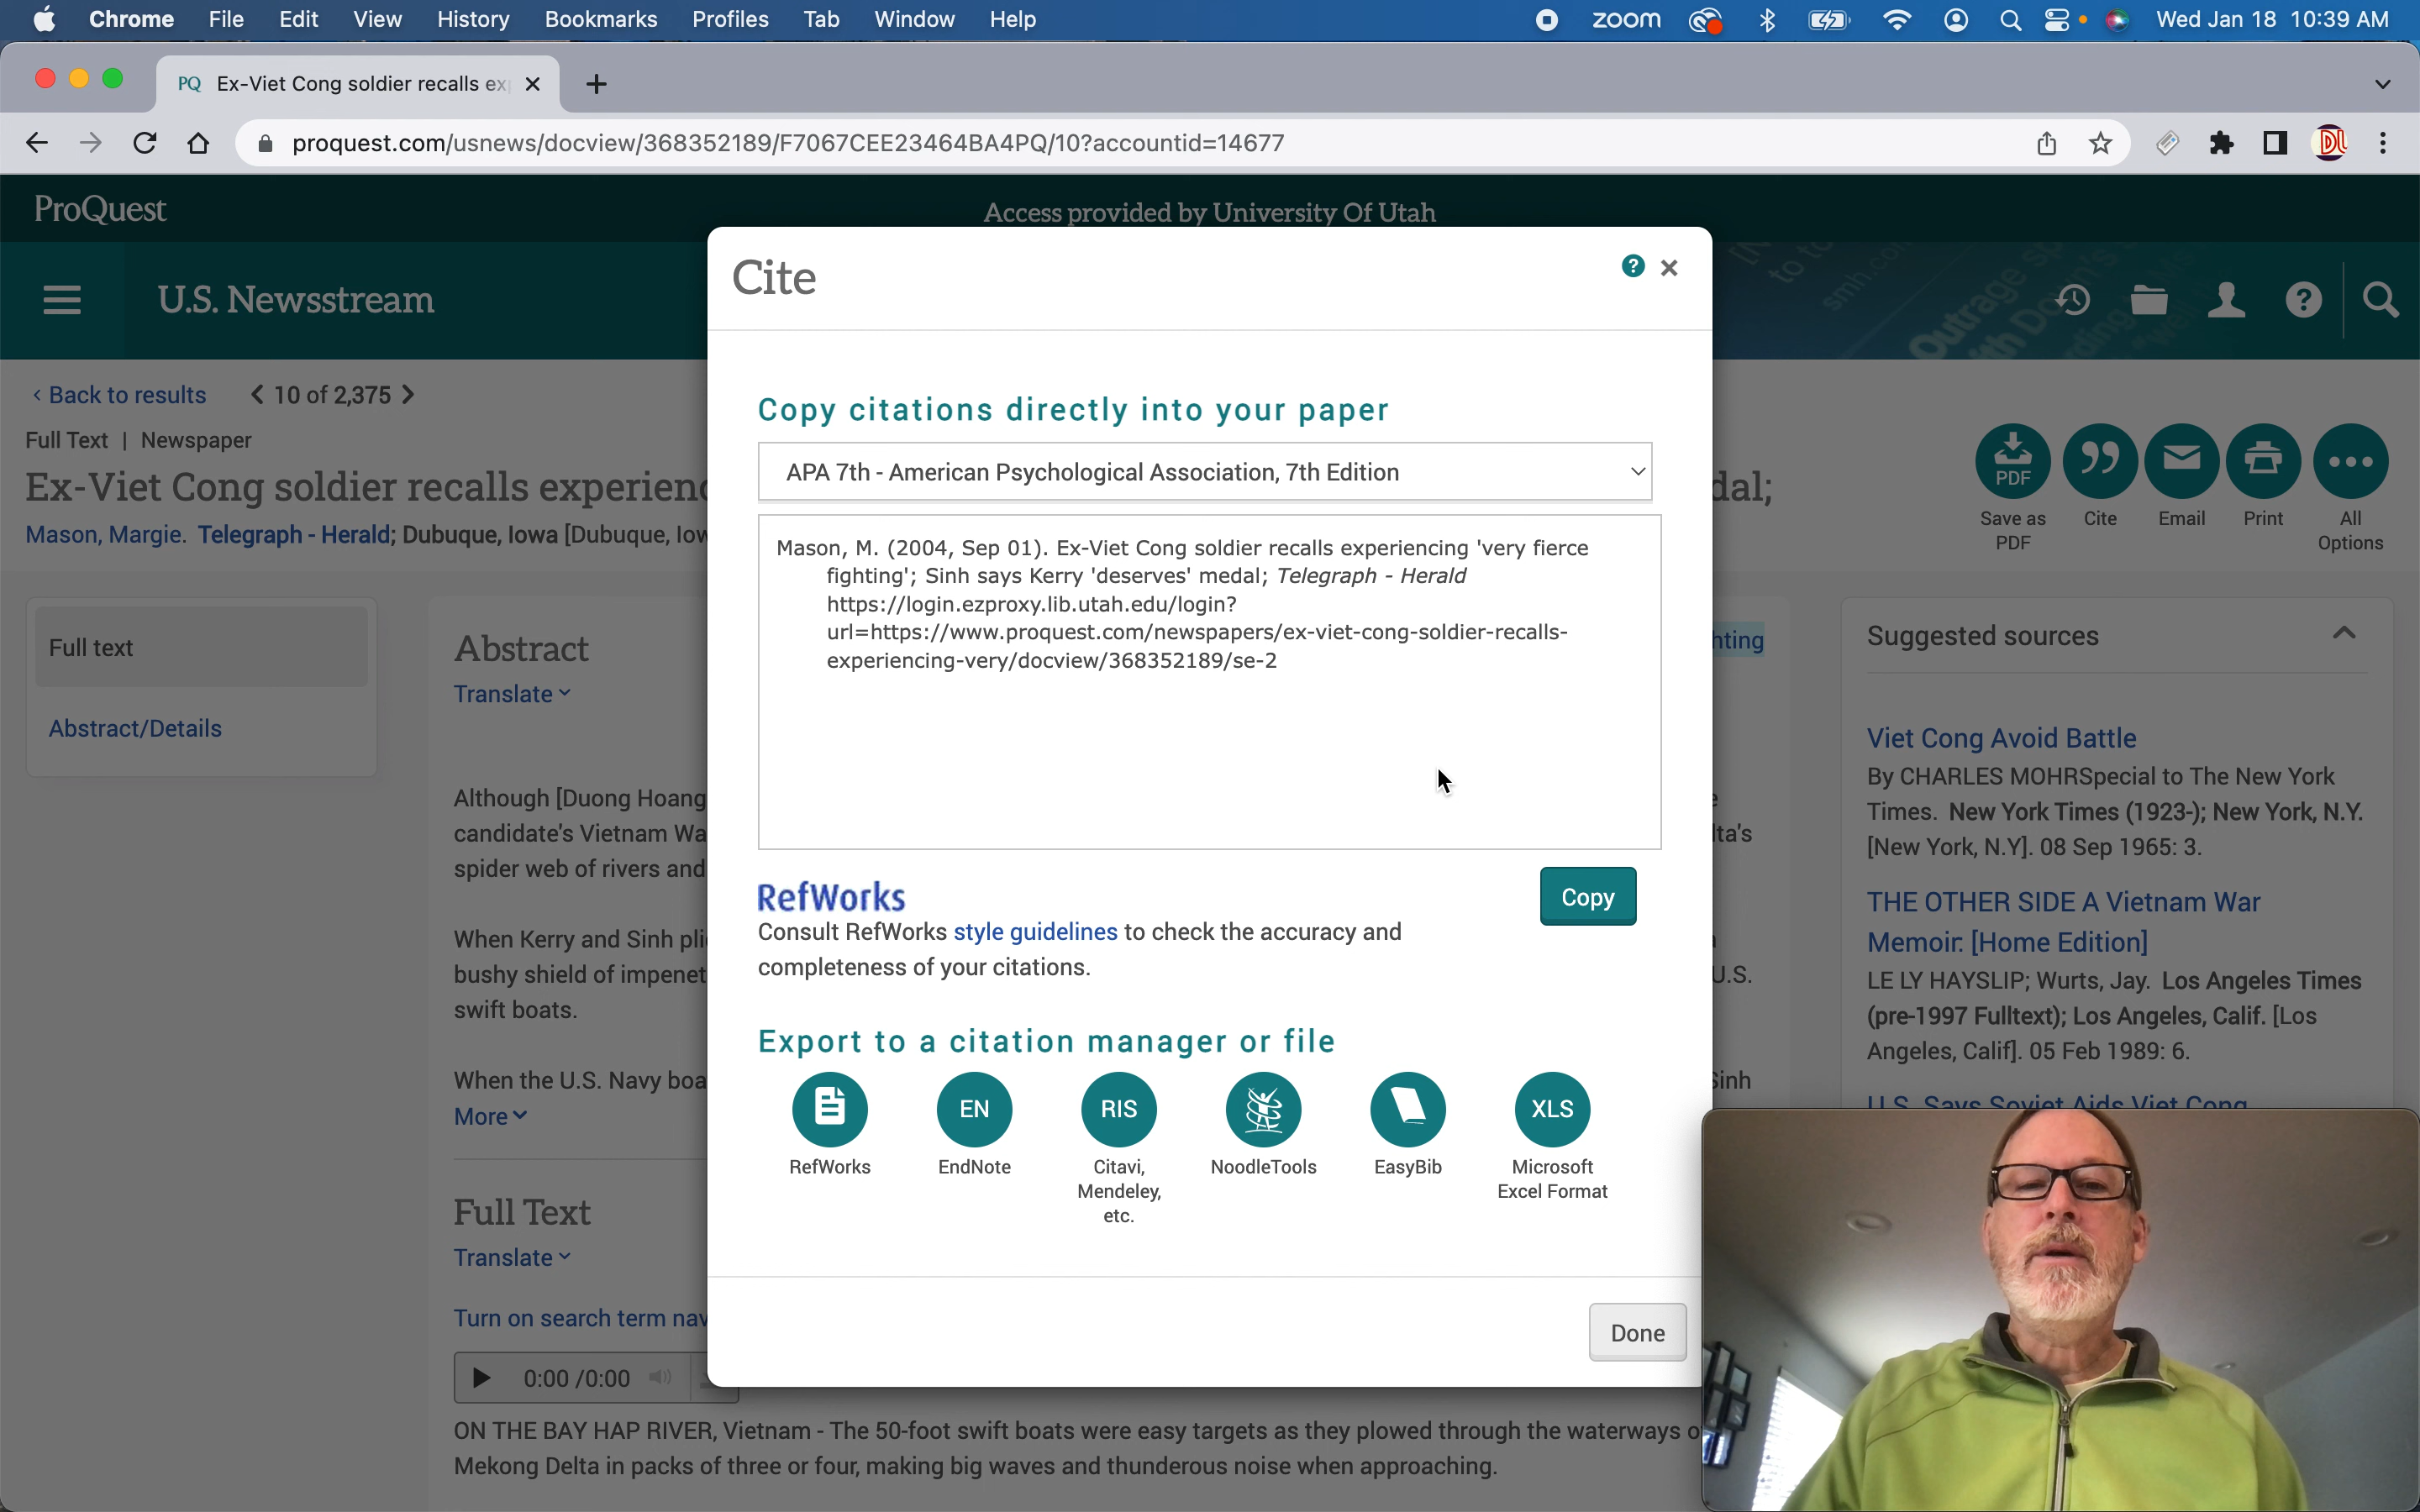 Chrome File Edit View History Bookmarks Profiles Tab Window Help zoom Wed Jan 18 10:39 AM
PQ Ex-Viet Cong soldier recalls ex
proquest.com/usnews/docview/368352189/F7067CEE23464BA4PQ/10?accountid=14677
ProQuest
Access provided by University Of Utah
U.S. Newsstream
Outrage
smh.co
Back to results
10 of 2,375
Full Text | Newspaper
Ex-Viet Cong soldier recalls experienc
dal;
Mason, Margie. Telegraph - Herald; Dubuque, Iowa [Dubuque, Iow
PDF
Save as PDF
Cite
Email
Print
All Options
Full text
Abstract/Details
Abstract
Translate
Although [Duong Hoang
candidate's Vietnam Wa
spider web of rivers and
When Kerry and Sinh pli
bushy shield of impenet
swift boats.
When the U.S. Navy boa
More
Full Text
Translate
Turn on search term nav
0:00 /0:00
ON THE BAY HAP RIVER, Vietnam - The 50-foot swift boats were easy targets as they plowed through the waterways o
Mekong Delta in packs of three or four, making big waves and thunderous noise when approaching.
Cite
?
Copy citations directly into your paper
APA 7th - American Psychological Association, 7th Edition
Mason, M. (2004, Sep 01). Ex-Viet Cong soldier recalls experiencing 'very fierce
fighting'; Sinh says Kerry 'deserves' medal; Telegraph - Herald
https://login.ezproxy.lib.utah.edu/login?
url=https://www.proquest.com/newspapers/ex-viet-cong-soldier-recalls-
experiencing-very/docview/368352189/se-2
RefWorks
Copy
Consult RefWorks style guidelines to check the accuracy and
completeness of your citations.
Export to a citation manager or file
EN
RIS
XLS
RefWorks
EndNote
Citavi,
Mendeley,
etc.
NoodleTools
EasyBib
Microsoft
Excel Format
Done
hting
lta's
U.S.
Sinh
Suggested sources
Viet Cong Avoid Battle
By CHARLES MOHRSpecial to The New York
Times. New York Times (1923-); New York, N.Y.
[New York, N.Y]. 08 Sep 1965: 3.
THE OTHER SIDE A Vietnam War
Memoir: [Home Edition]
LE LY HAYSLIP; Wurts, Jay. Los Angeles Times
(pre-1997 Fulltext); Los Angeles, Calif. [Los
Angeles, Calif]. 05 Feb 1989: 6.
U.S. Says Soviet Aids Viet Cong